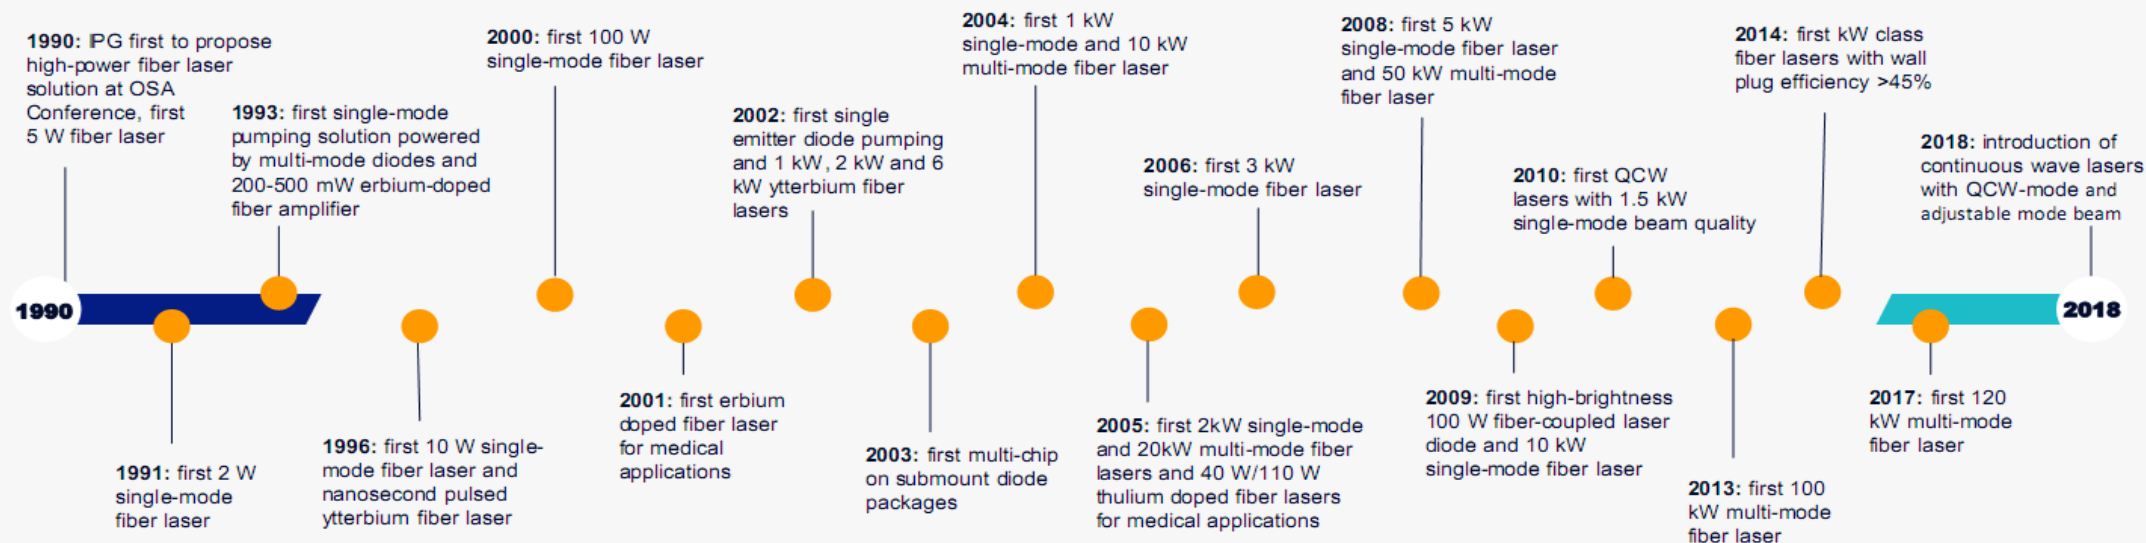 1990: IPG first to propose
high-power fiber laser
solution at OSA
Conference, first
5 W fiber laser
1993: first single-mode
pumping solution powered
by multi-mode diodes and
200-500 mW erbium-doped
fiber amplifier
2000: first 100 W
single-mode fiber laser
2002: first single
emitter diode pumping
and 1 kW, 2 kW and 6
kW ytterbium fiber
lasers
2004: first 1 kW
single-mode and 10 kW
multi-mode fiber laser
2006: first 3 kW
single-mode fiber laser
2008: first 5 kW
single-mode fiber laser
and 50 kW multi-mode
fiber laser
2010: first QCW
lasers with 1.5 kW
single-mode beam quality
2014: first kW class
fiber lasers with wall
plug efficiency >45%
2018: introduction of
continuous wave lasers
with QCW-mode and
adjustable mode beam
1990
2018
1991: first 2 W
single-mode
fiber laser
1996: first 10 W single-
mode fiber laser and
nanosecond pulsed
ytterbium fiber laser
2001: first erbium
doped fiber laser
for medical
applications
2003: first multi-chip
on submount diode
packages
2005: first 2kW single-mode
and 20kW multi-mode fiber
lasers and 40 W/110 W
thulium doped fiber lasers
for medical applications
2009: first high-brightness
100 W fiber-coupled laser
diode and 10 kW
single-mode fiber laser
2013: first 100
kW multi-mode
fiber laser
2017: first 120
kW multi-mode
fiber laser